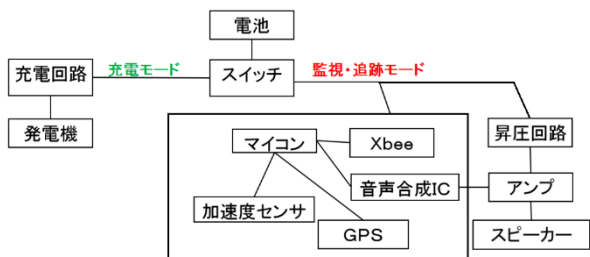 電池
充電回路
充電モード
スイッチ
監視・追跡モード
発電機
昇圧回路
マイコン
Xbee
音声合成IC
アンプ
加速度センサ
GPS
スピーカー